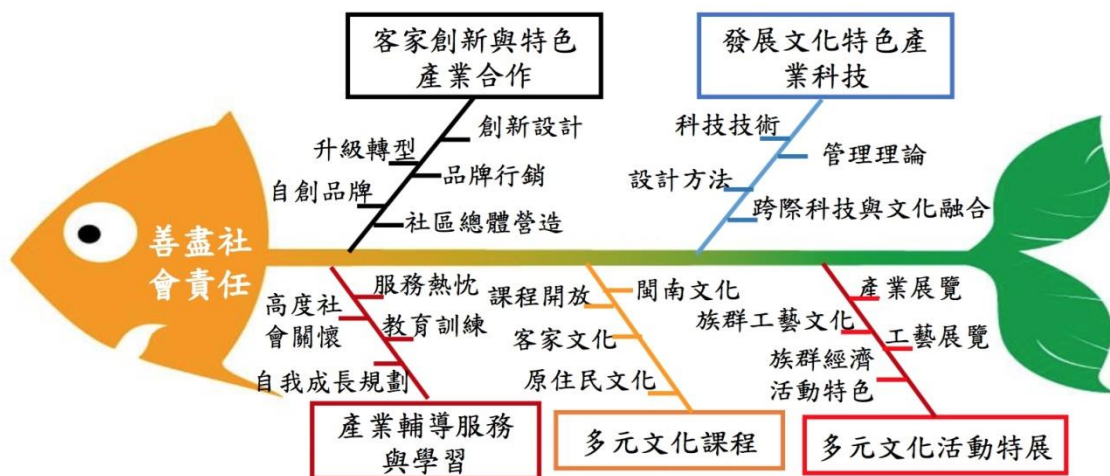 客家創新與特色
產業合作
發展文化特色產
業科技
創新設計
升級轉型
品牌行銷
自創品牌
社區總體營造
科技技術
管理理論
設計方法
跨際科技與文化融合
善盡社
會責任
服務熱忱
高度社
會關懷
教育訓練
自我成長規劃
課程開放
閩南文化
客家文化
原住民文化
產業展覽
族群工藝文化
工藝展覽
族群經濟
活動特色
產業輔導服務
與學習
多元文化課程
多元文化活動特展